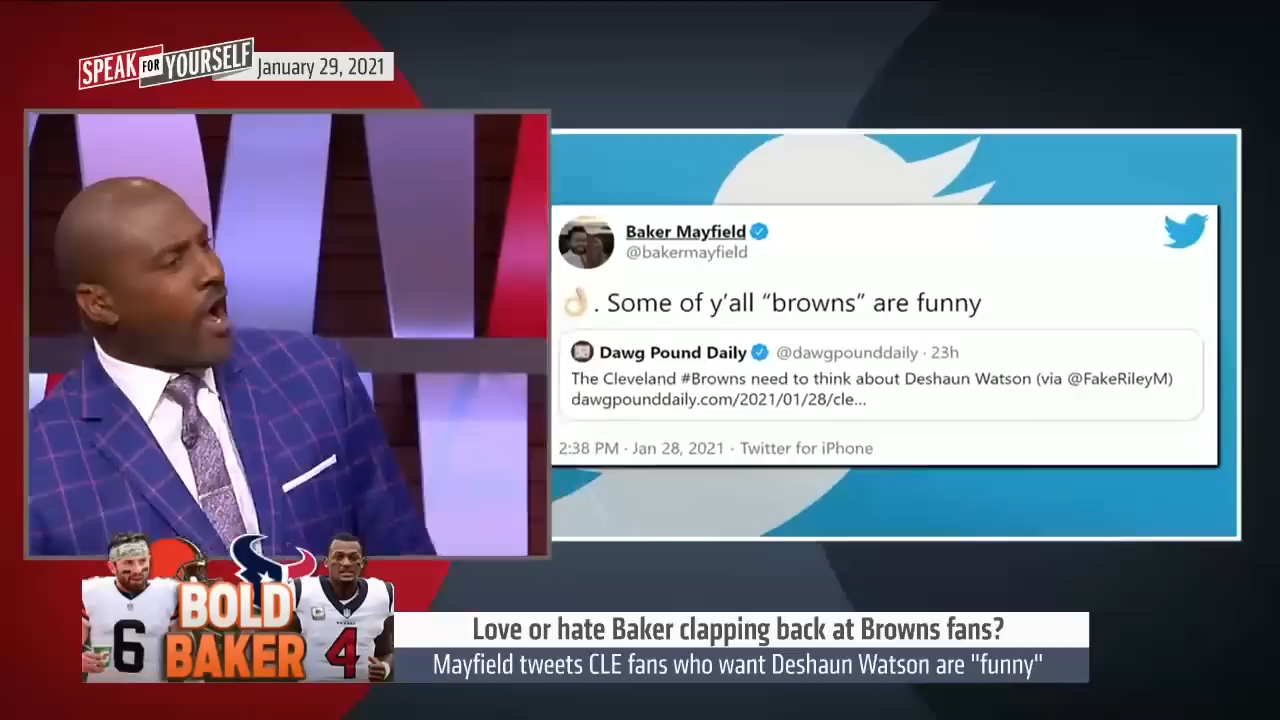 SPEAK FOR YOURSELF
January 29, 2021
Baker Mayfield
@bakermayfield
👌. Some of y’all “browns” are funny
Dawg Pound Daily @dawgpounddaily · 23h
The Cleveland #Browns need to think about Deshaun Watson (via @FakeRileyM)
dawgpounddaily.com/2021/01/28/cle...
2:38 PM · Jan 28, 2021 · Twitter for iPhone
6
BOLD
BAKER
4
Love or hate Baker clapping back at Browns fans?
Mayfield tweets CLE fans who want Deshaun Watson are "funny"